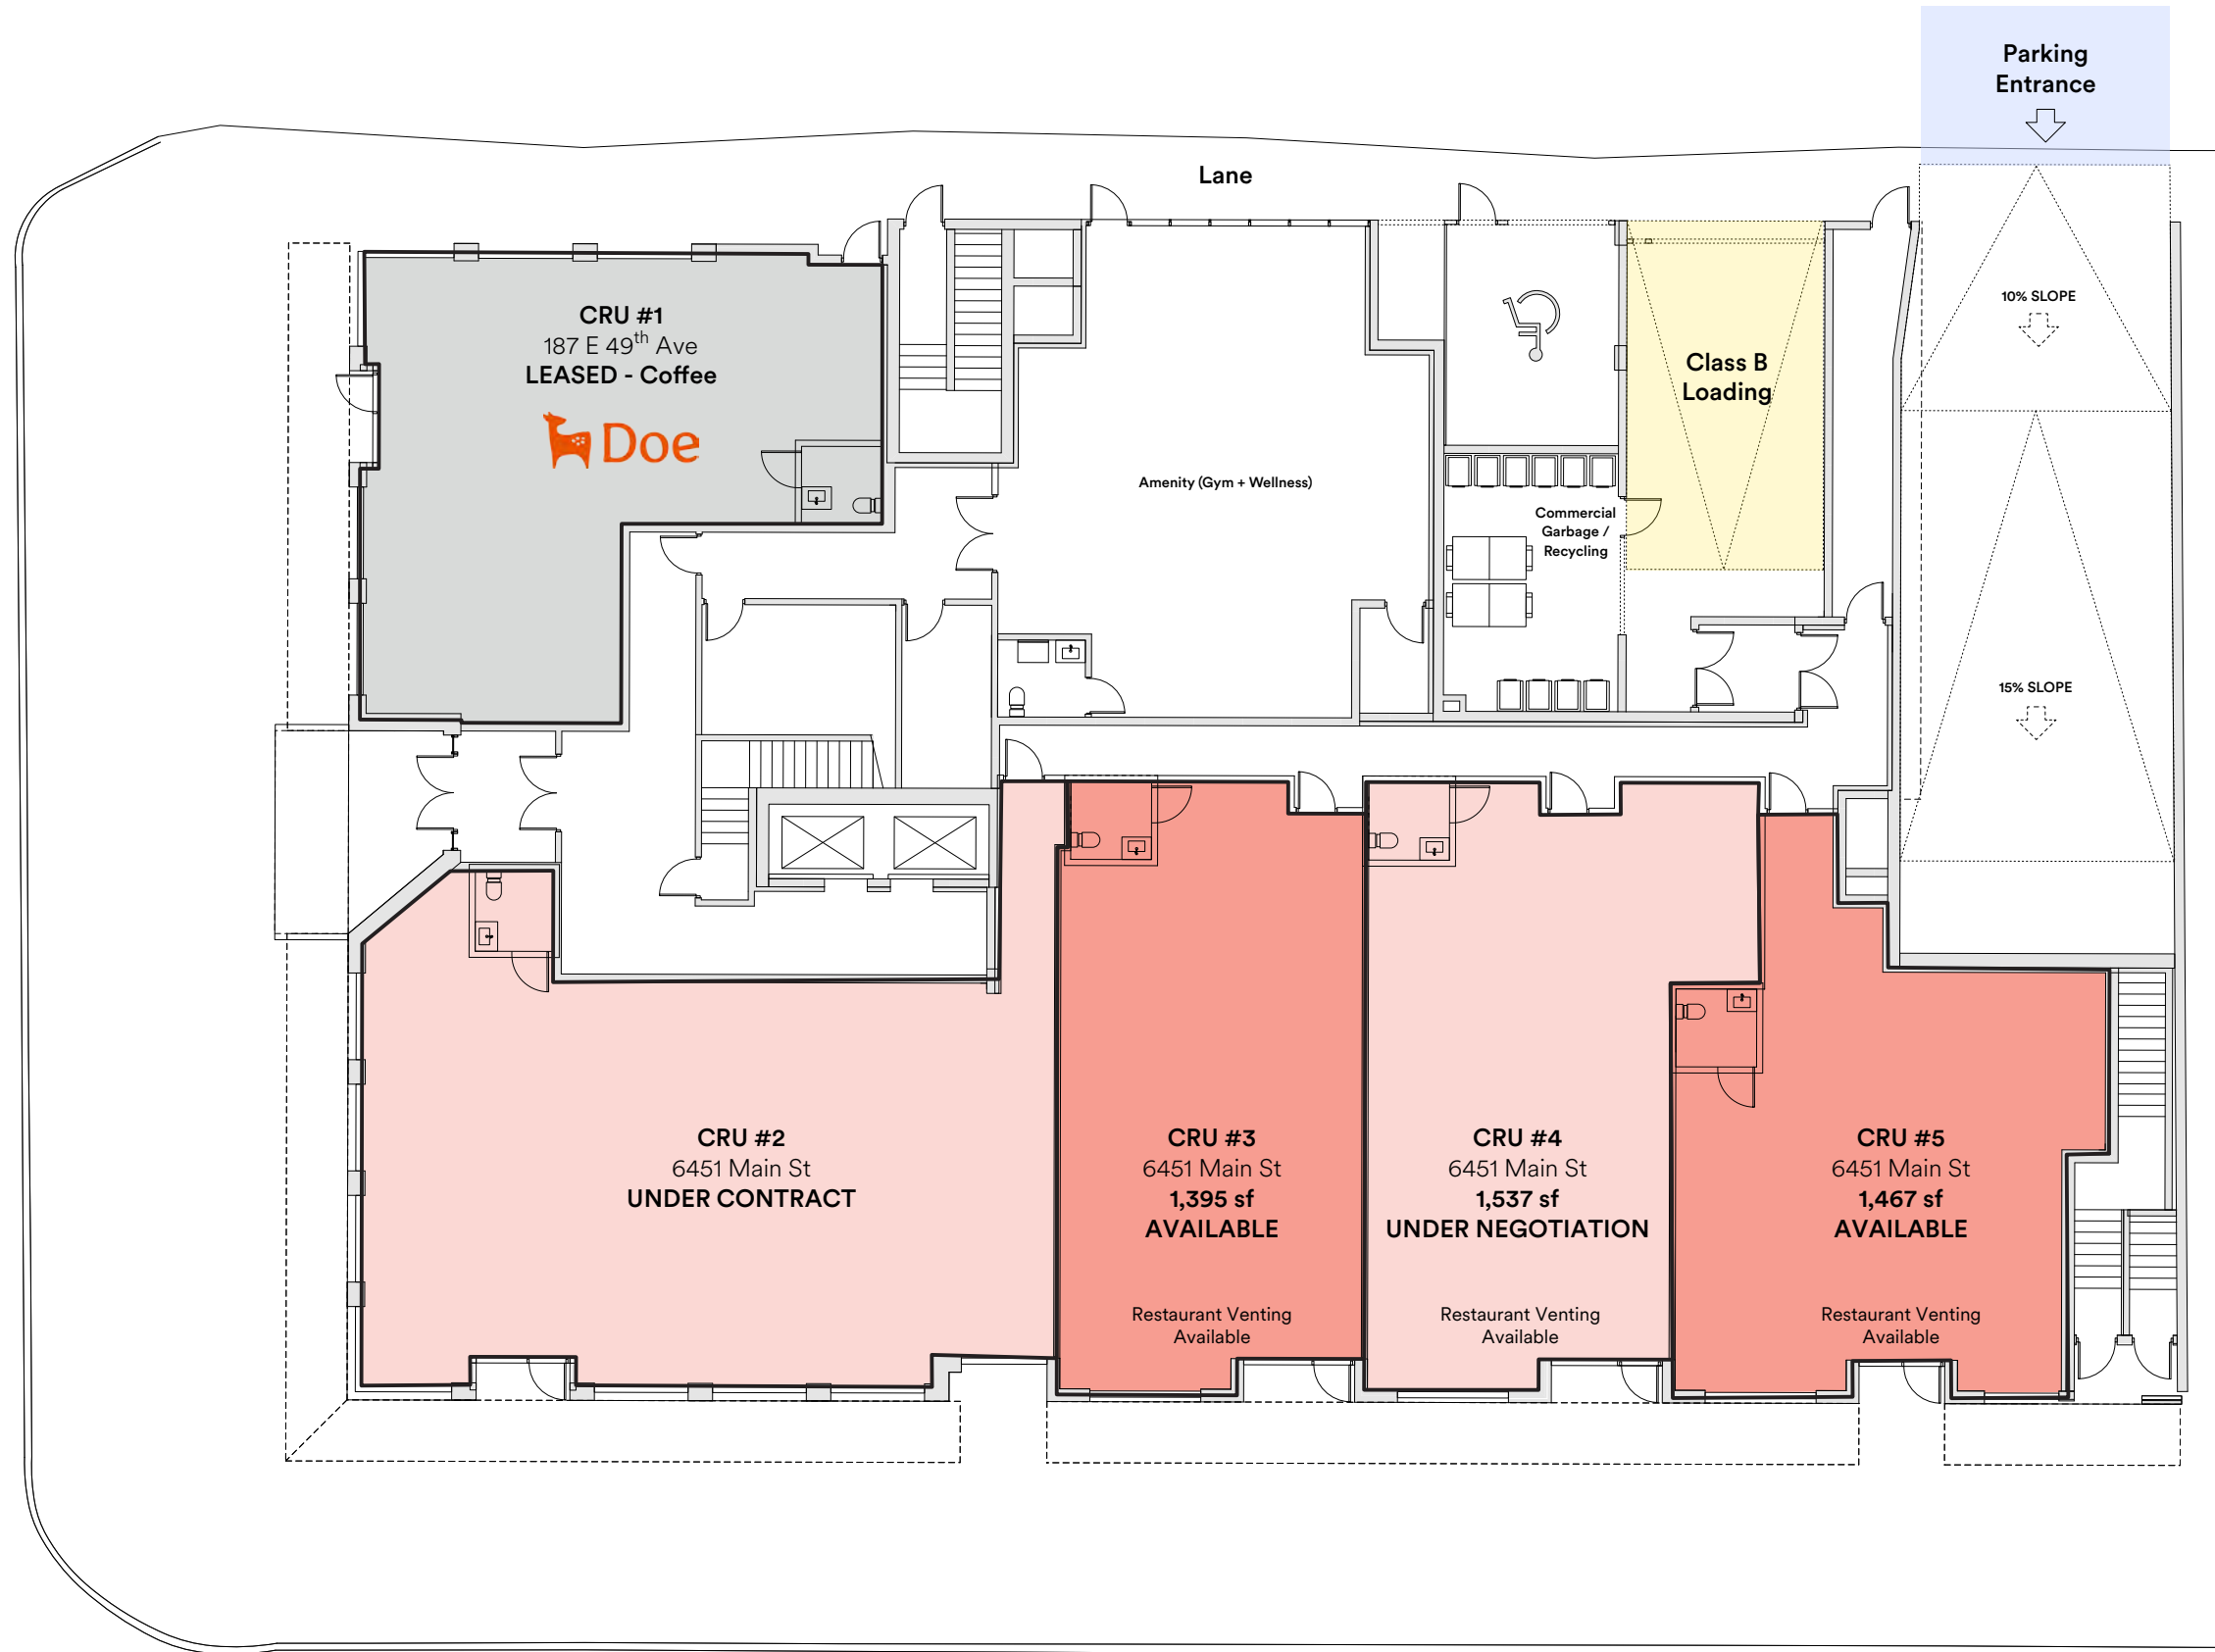 Parking
Entrance
Lane
10% SLOPE
CRU #1
187 E 49th Ave
LEASED - Coffee
Doe
Class B
Loading
Amenity (Gym + Wellness)
Commercial
Garbage /
Recycling
15% SLOPE
CRU #2
6451 Main St
UNDER CONTRACT
CRU #3
6451 Main St
1,395 sf
AVAILABLE
Restaurant Venting
Available
CRU #4
6451 Main St
1,537 sf
UNDER NEGOTIATION
Restaurant Venting
Available
CRU #5
6451 Main St
1,467 sf
AVAILABLE
Restaurant Venting
Available